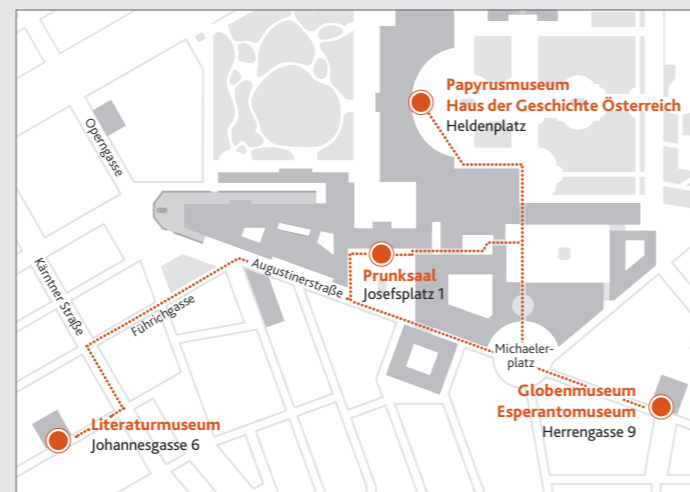 Papyrusmuseum
Haus der Geschichte Österreich
Heldenplatz
Operngasse
Kärntner Straße
Führichgasse
Augustinerstraße
Prunksaal
Josefsplatz 1
Michaeler-
platz
Globenmuseum
Esperantomuseum
Herrengasse 9
Literaturmuseum
Johannesgasse 6